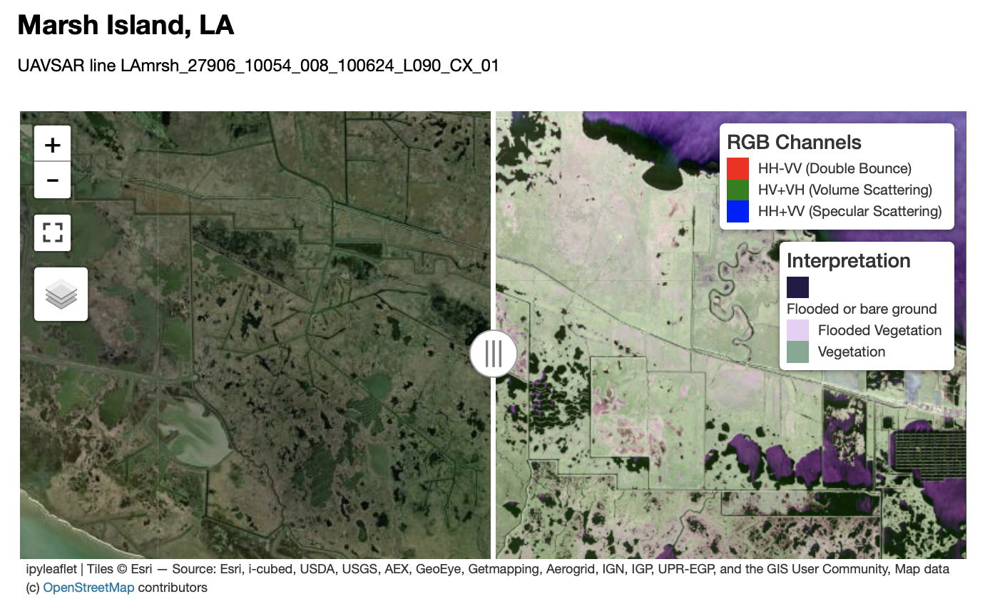 Marsh Island, LA
UAVSAR line LAmrsh_27906_10054_008_100624_L090_CX_01
+
−
RGB Channels
HH-VV (Double Bounce)
HV+VH (Volume Scattering)
HH+VV (Specular Scattering)
Interpretation
Flooded or bare ground
Flooded Vegetation
Vegetation
ipyleaflet | Tiles © Esri — Source: Esri, i-cubed, USDA, USGS, AEX, GeoEye, Getmapping, Aerogrid, IGN, IGP, UPR-EGP, and the GIS User Community, Map data
(c) OpenStreetMap contributors